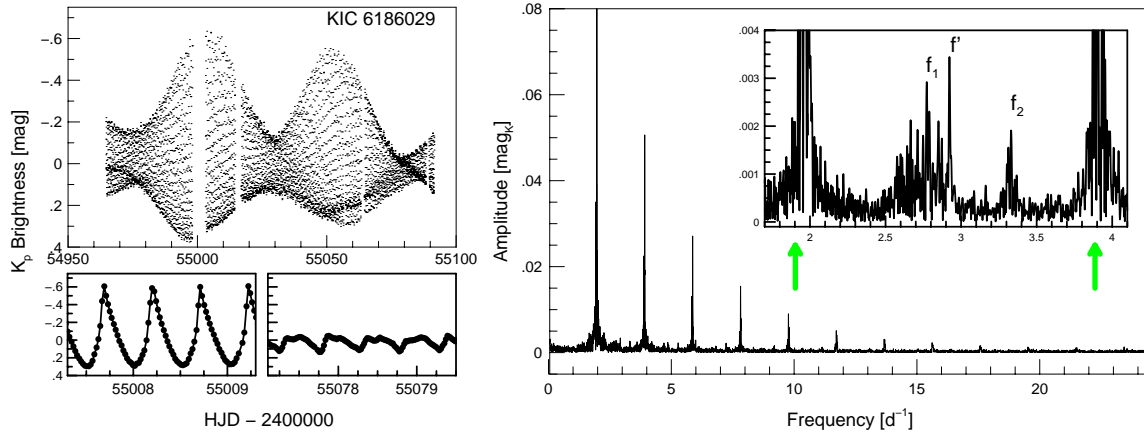 KIC 6186029
-.6
-.4
-.2
0
.2
.4
54950 55000 55050 55100
Kp Brightness [mag]
-.6
-.4
-.2
0
.2
.4
55008 55009 55078 55079
HJD − 2400000
.08
.06
.04
.02
0
Amplitude [magK]
0 5 10 15 20
Frequency [d⁻¹]
.004
.003
.002
.001
0
2 2.5 3 3.5 4
f1
f'
f2